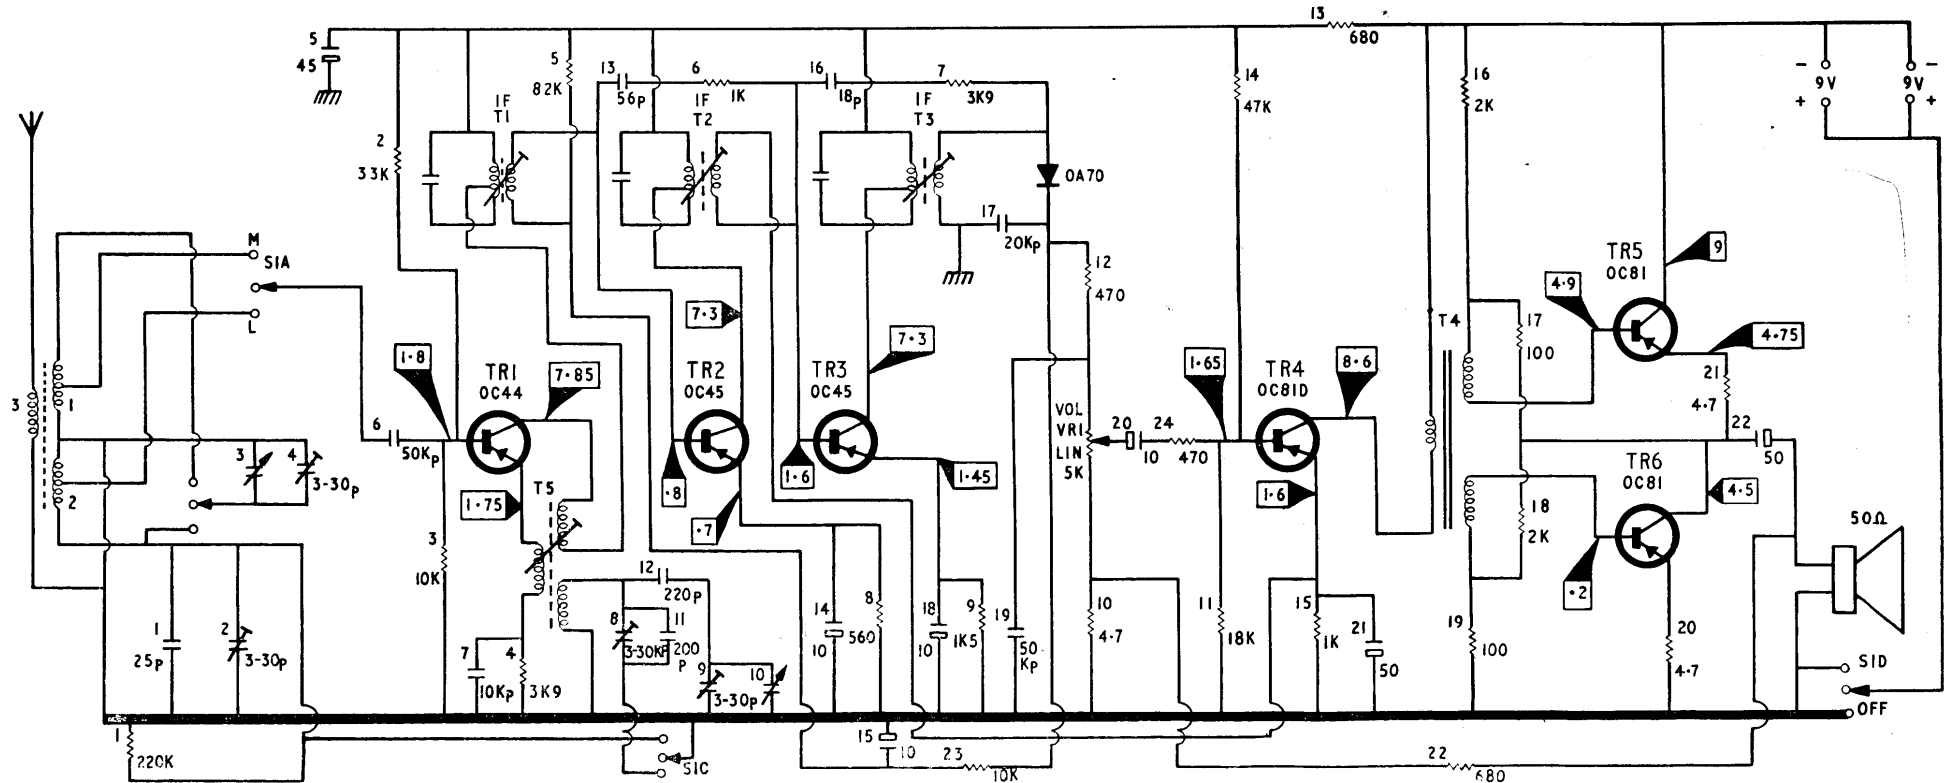 13
680
5
45
5
82K
13
56p
6
1K
16
18p
7
3K9
14
47K
16
2K
-
9V
+
-
9V
+
IF
T1
IF
T2
IF
T3
2
33K
OA70
17
20Kp
M
S1A
L
12
470
TR5
OC81
9
4·9
4·75
7·3
7·3
T4
17
100
1·8
TR1
OC44
7·85
TR2
OC45
TR3
OC45
1·65
TR4
OC81D
8·6
21
4·7
3
1
6
50Kp
VOL
VR1
LIN
5K
20
10
24
470
22
50
TR6
OC81
4·5
3
4
3-30p
2
1·75
T5
·8
1·6
1·45
1·6
18
2K
50Ω
·7
3
10K
12
220p
·2
1
25p
2
3-30p
7
10Kp
4
3K9
8
3-30Kp
11
200
p
9
3-30p
10
14
10
8
560
18
10
9
1K5
19
50
Kp
10
4·7
11
18K
15
1K
21
50
19
100
20
4·7
S1D
OFF
1
220K
S1C
15
10
23
10K
22
680